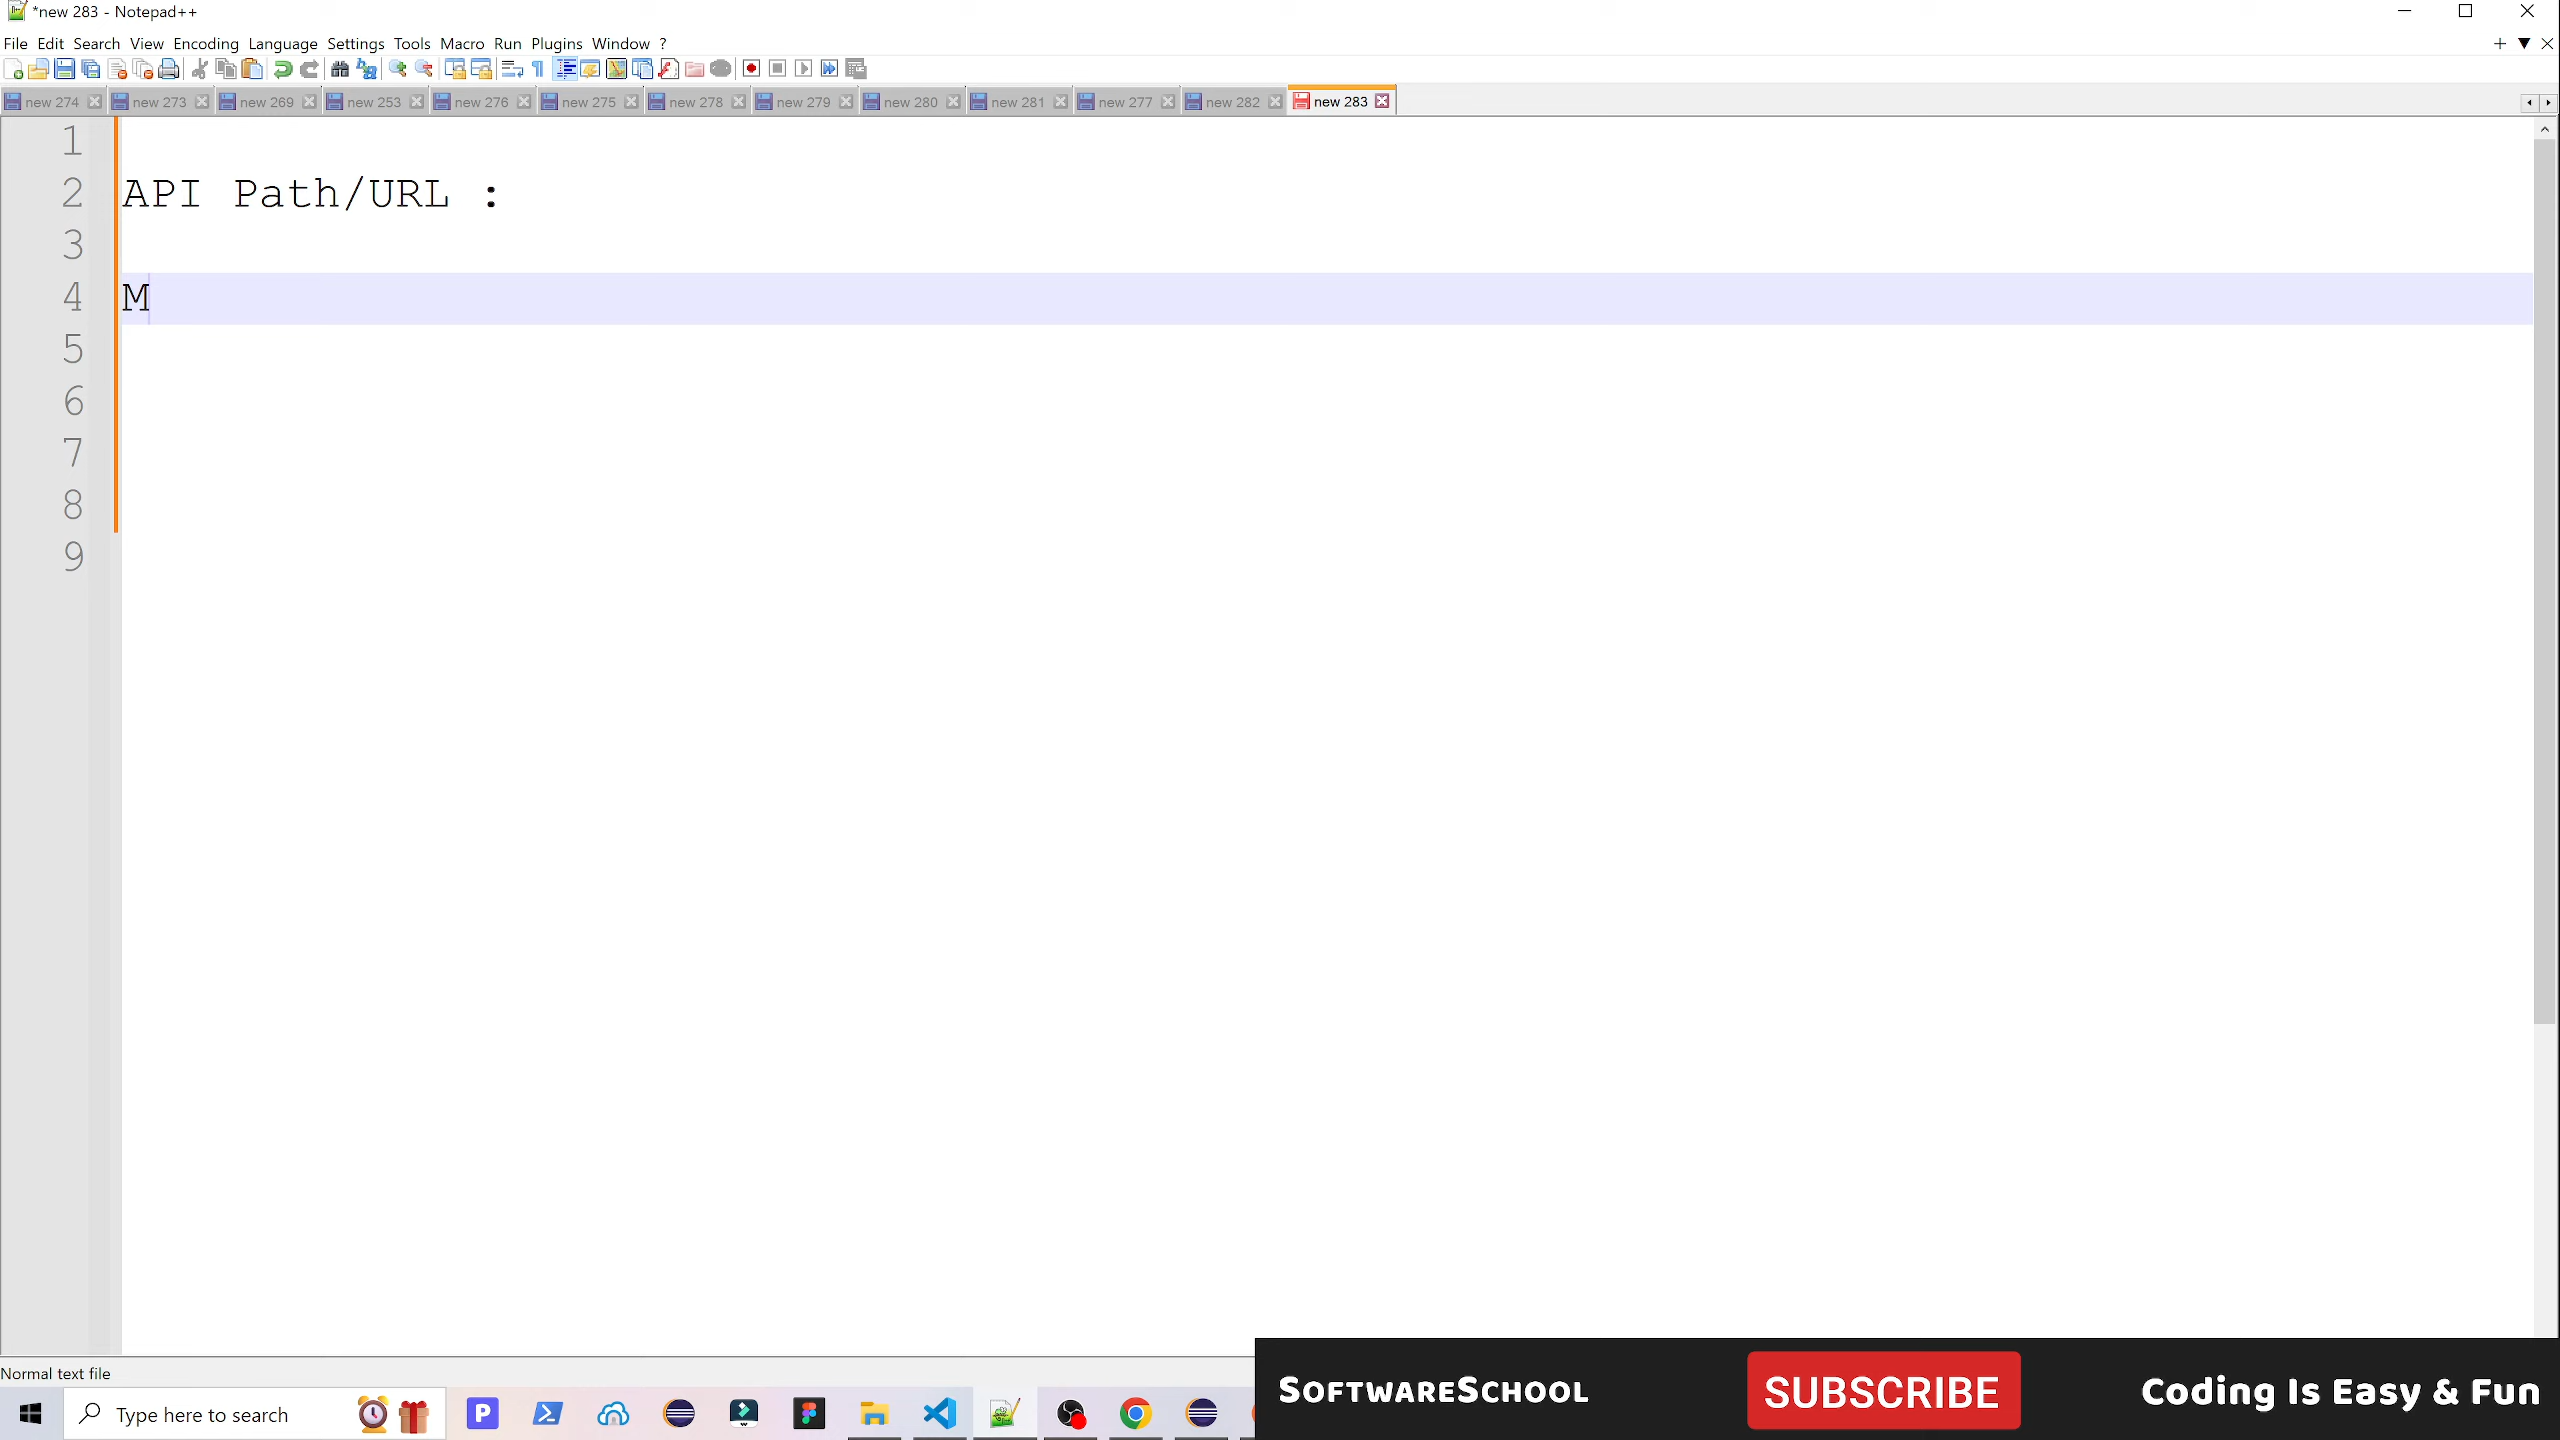 *new 283 - Notepad++
File Edit Search View Encoding Language Settings Tools Macro Run Plugins Window ?
new 274 new 273 new 269 new 253 new 276 new 275 new 278 new 279 new 280 new 281 new 277 new 282 new 283
1
2 API Path/URL :
3
4 M
5
6
7
8
9
Normal text file
Type here to search
SOFTWARESCHOOL SUBSCRIBE Coding Is Easy & Fun